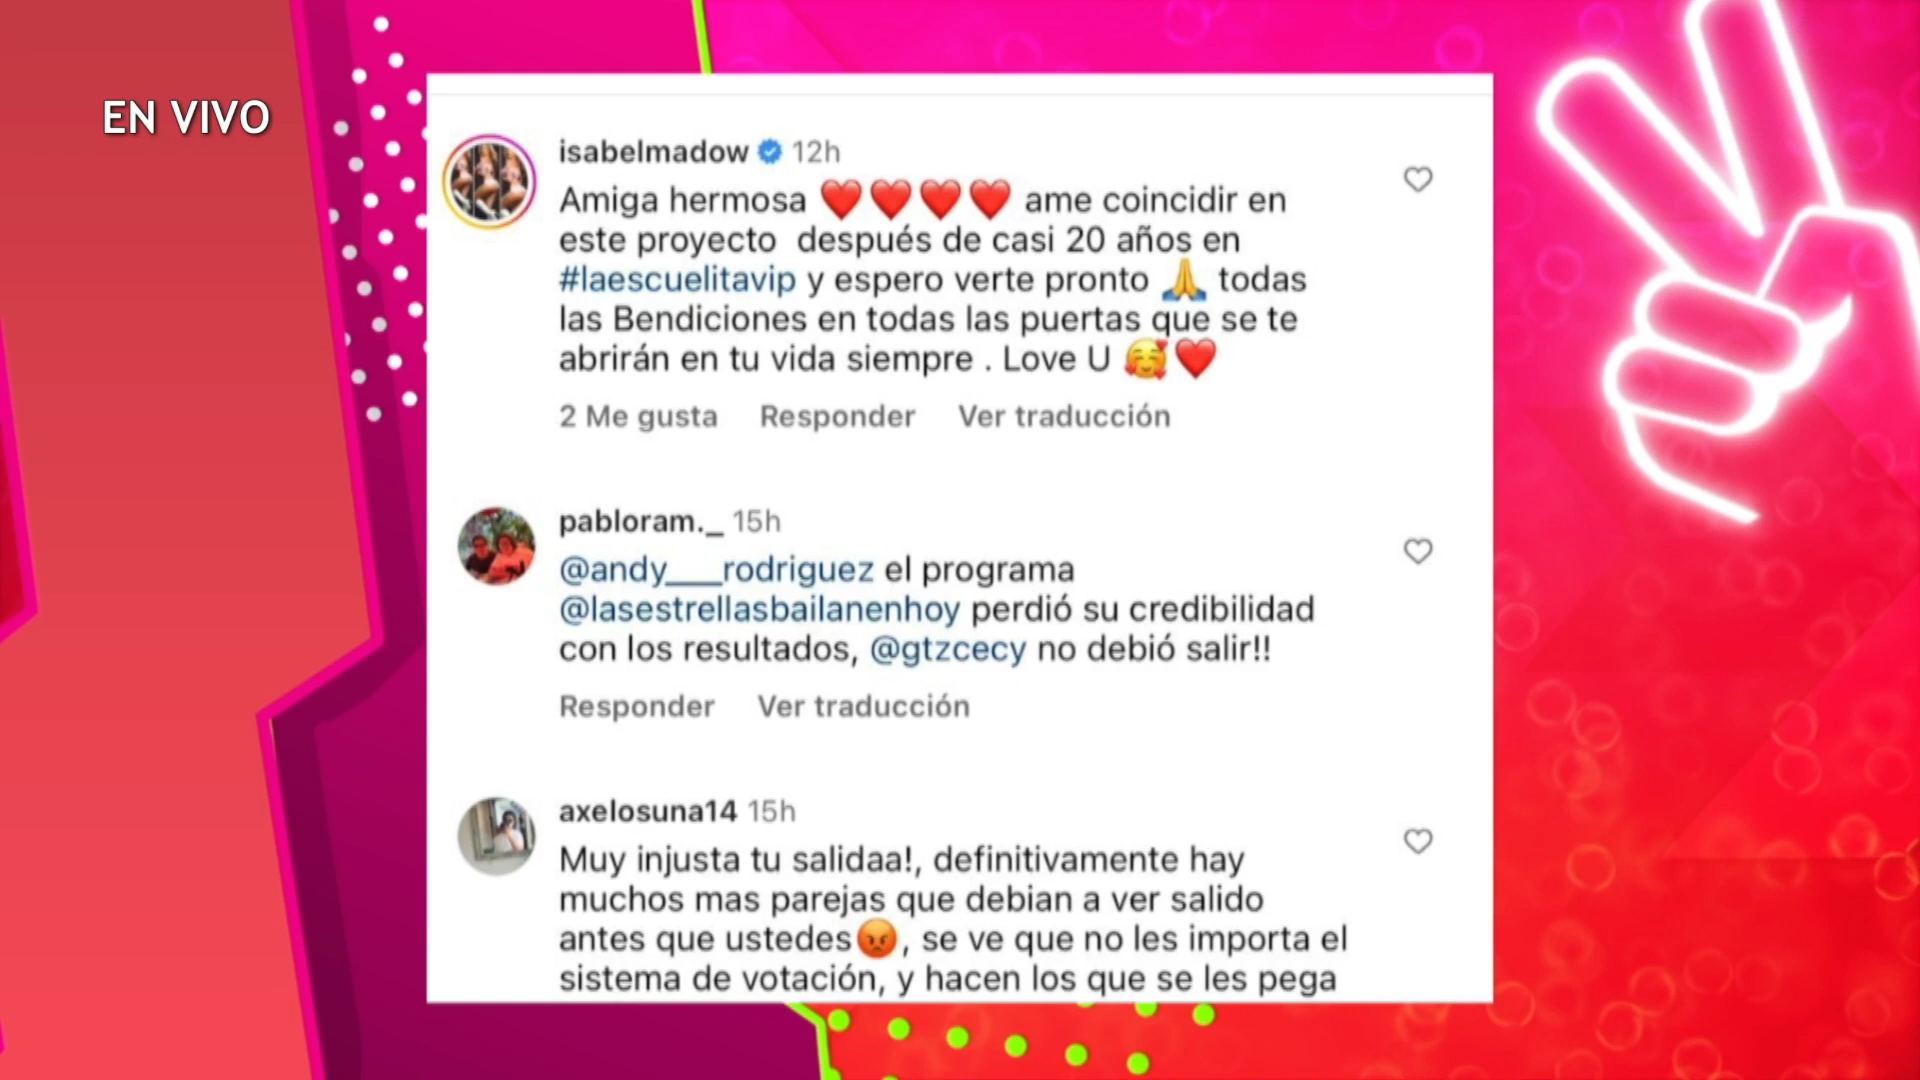 EN VIVO
isabelmadow 12h
Amiga hermosa ❤️❤️❤️❤️ ame coincidir en
este proyecto después de casi 20 años en
#laescuelitavip y espero verte pronto 🙏 todas
las Bendiciones en todas las puertas que se te
abrirán en tu vida siempre . Love U 🥰❤️
2 Me gusta Responder Ver traducción
pabloram._ 15h
@andy___rodriguez el programa
@lasestrellasbailanenhoy perdió su credibilidad
con los resultados, @gtzcecy no debió salir!!
Responder Ver traducción
axelosuna14 15h
Muy injusta tu salidaa!, definitivamente hay
muchos mas parejas que debian a ver salido
antes que ustedes😡, se ve que no les importa el
sistema de votación, y hacen los que se les pega